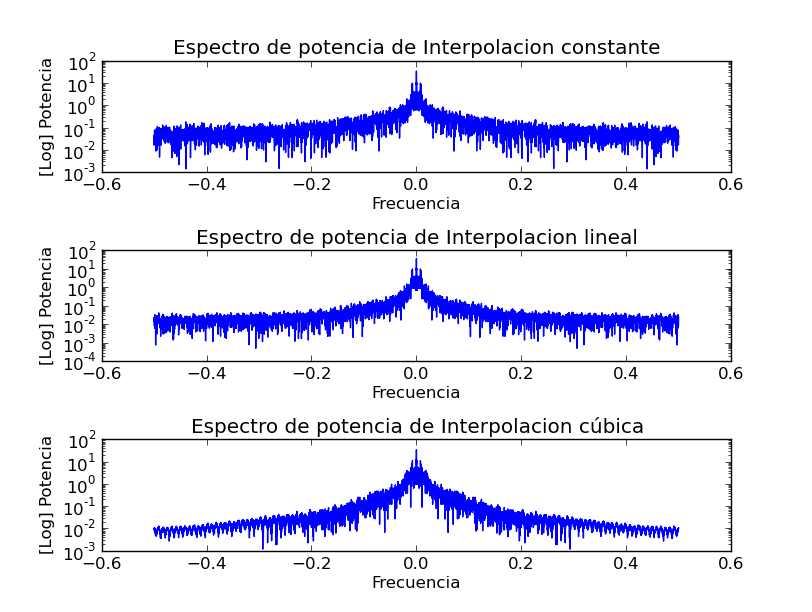 Espectro de potencia de Interpolacion constante
[Log] Potencia
10^2
10^1
10^0
10^-1
10^-2
10^-3
−0.6 −0.4 −0.2 0.0 0.2 0.4 0.6
Frecuencia
Espectro de potencia de Interpolacion lineal
[Log] Potencia
10^2
10^1
10^0
10^-1
10^-2
10^-3
10^-4
−0.6 −0.4 −0.2 0.0 0.2 0.4 0.6
Frecuencia
Espectro de potencia de Interpolacion cúbica
[Log] Potencia
10^2
10^1
10^0
10^-1
10^-2
10^-3
−0.6 −0.4 −0.2 0.0 0.2 0.4 0.6
Frecuencia